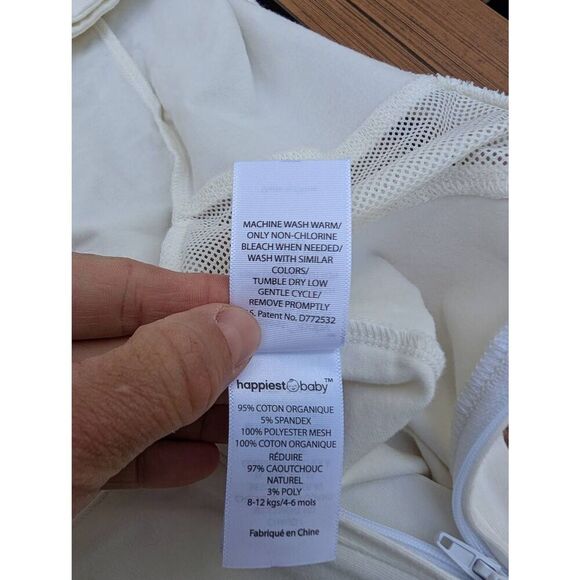 MACHINE WASH WARM/
ONLY NON-CHLORINE
BLEACH WHEN NEEDED/
WASH WITH SIMILAR
COLORS/
TUMBLE DRY LOW
GENTLE CYCLE/
REMOVE PROMPTLY
.S. Patent No. D772532
happiest baby™
95% COTON ORGANIQUE
5% SPANDEX
100% POLYESTER MESH
100% COTON ORGANIQUE
RÉDUIRE
97% CAOUTCHOUC
NATUREL
3% POLY
8-12 kgs/4-6 mols
Fabriqué en Chine